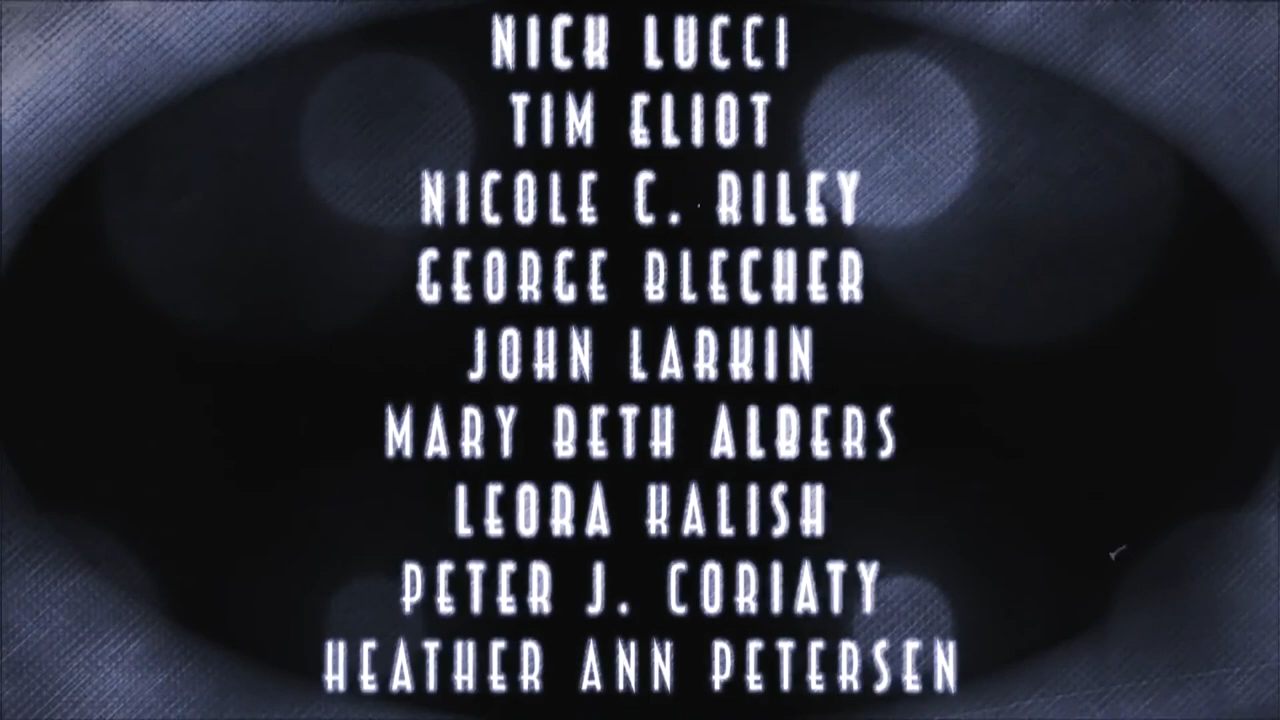 NICK LUCCI
TIM ELIOT
NICOLE C. RILEY
GEORGE BLECHER
JOHN LARKIN
MARY BETH ALBERS
LEORA KALISH
PETER J. CORIATY
HEATHER ANN PETERSEN